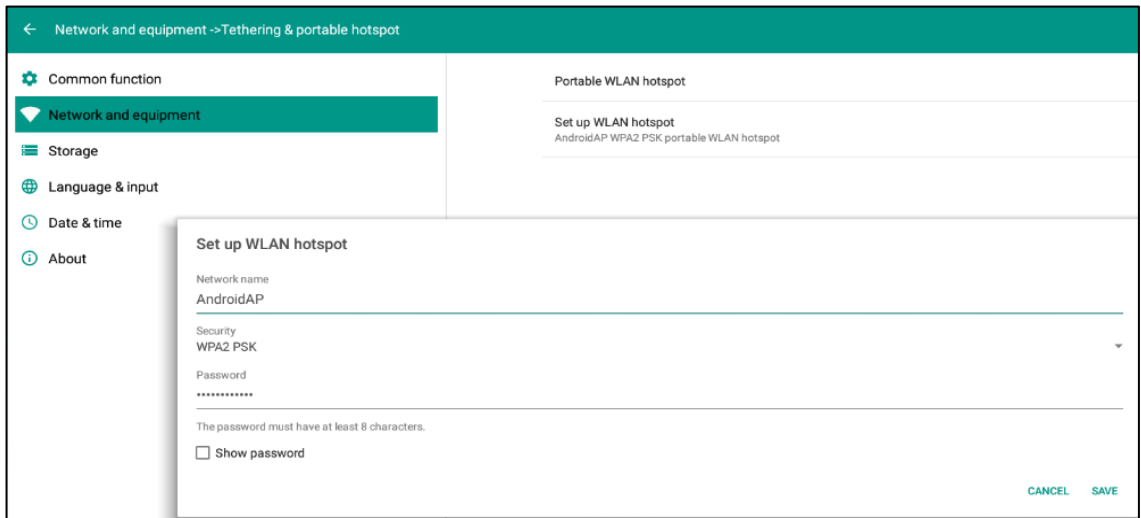 Network and equipment ->Tethering & portable hotspot
Common function
Network and equipment
Storage
Language & input
Date & time
About
Portable WLAN hotspot
Set up WLAN hotspot
AndroidAP WPA2 PSK portable WLAN hotspot
Set up WLAN hotspot
Network name
AndroidAP
Security
WPA2 PSK
Password
••••••••••••
The password must have at least 8 characters.
Show password
CANCEL SAVE